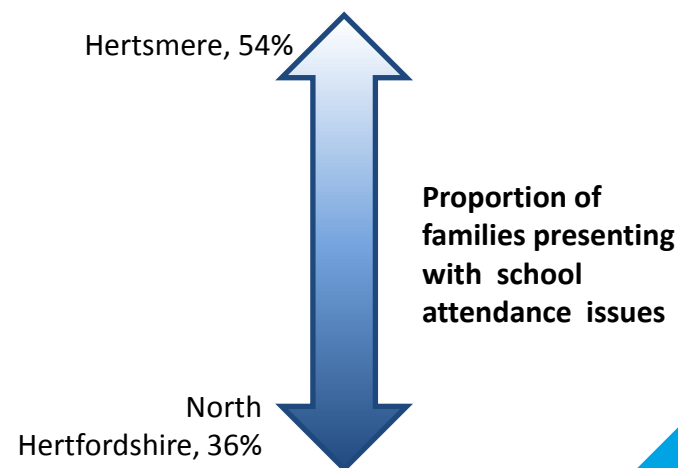 Hertsmere, 54%
Proportion of
families presenting
with school
attendance issues
North
Hertfordshire, 36%